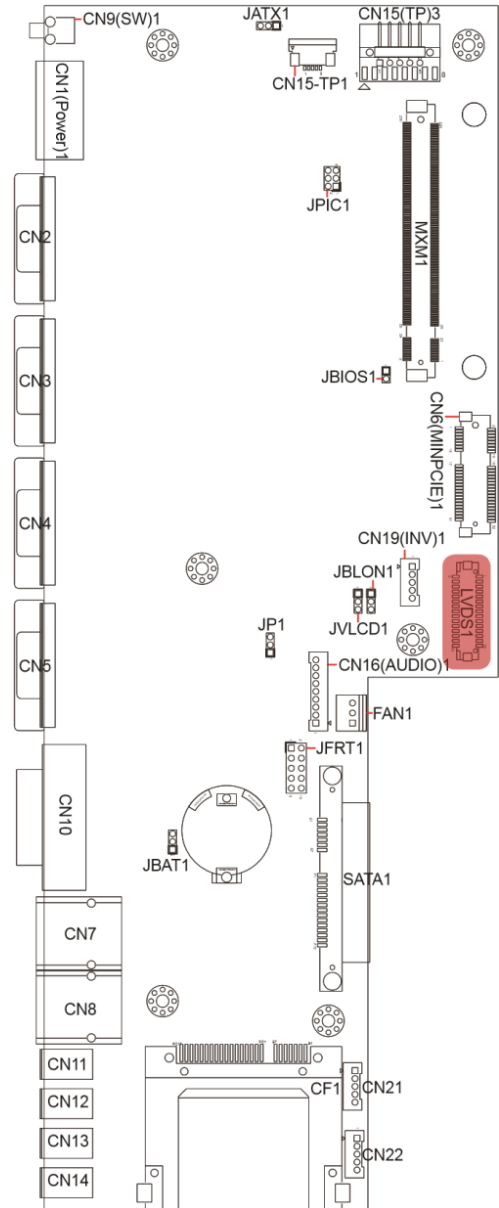 CN9(SW)1
JATX1
CN15(TP)3
CN15-TP1
1
8
CN1(Power)1
JPIC1
CN2
MXM1
CN3
JBIOS1
CN6(MINPCIE)1
CN4
CN19(INV)1
JBLON1
LVDS1
JVLCD1
JP1
CN5
CN16(AUDIO)1
FAN1
JFRT1
CN10
JBAT1
SATA1
CN7
CN8
CN11
CF1
CN21
CN12
CN13
CN22
CN14